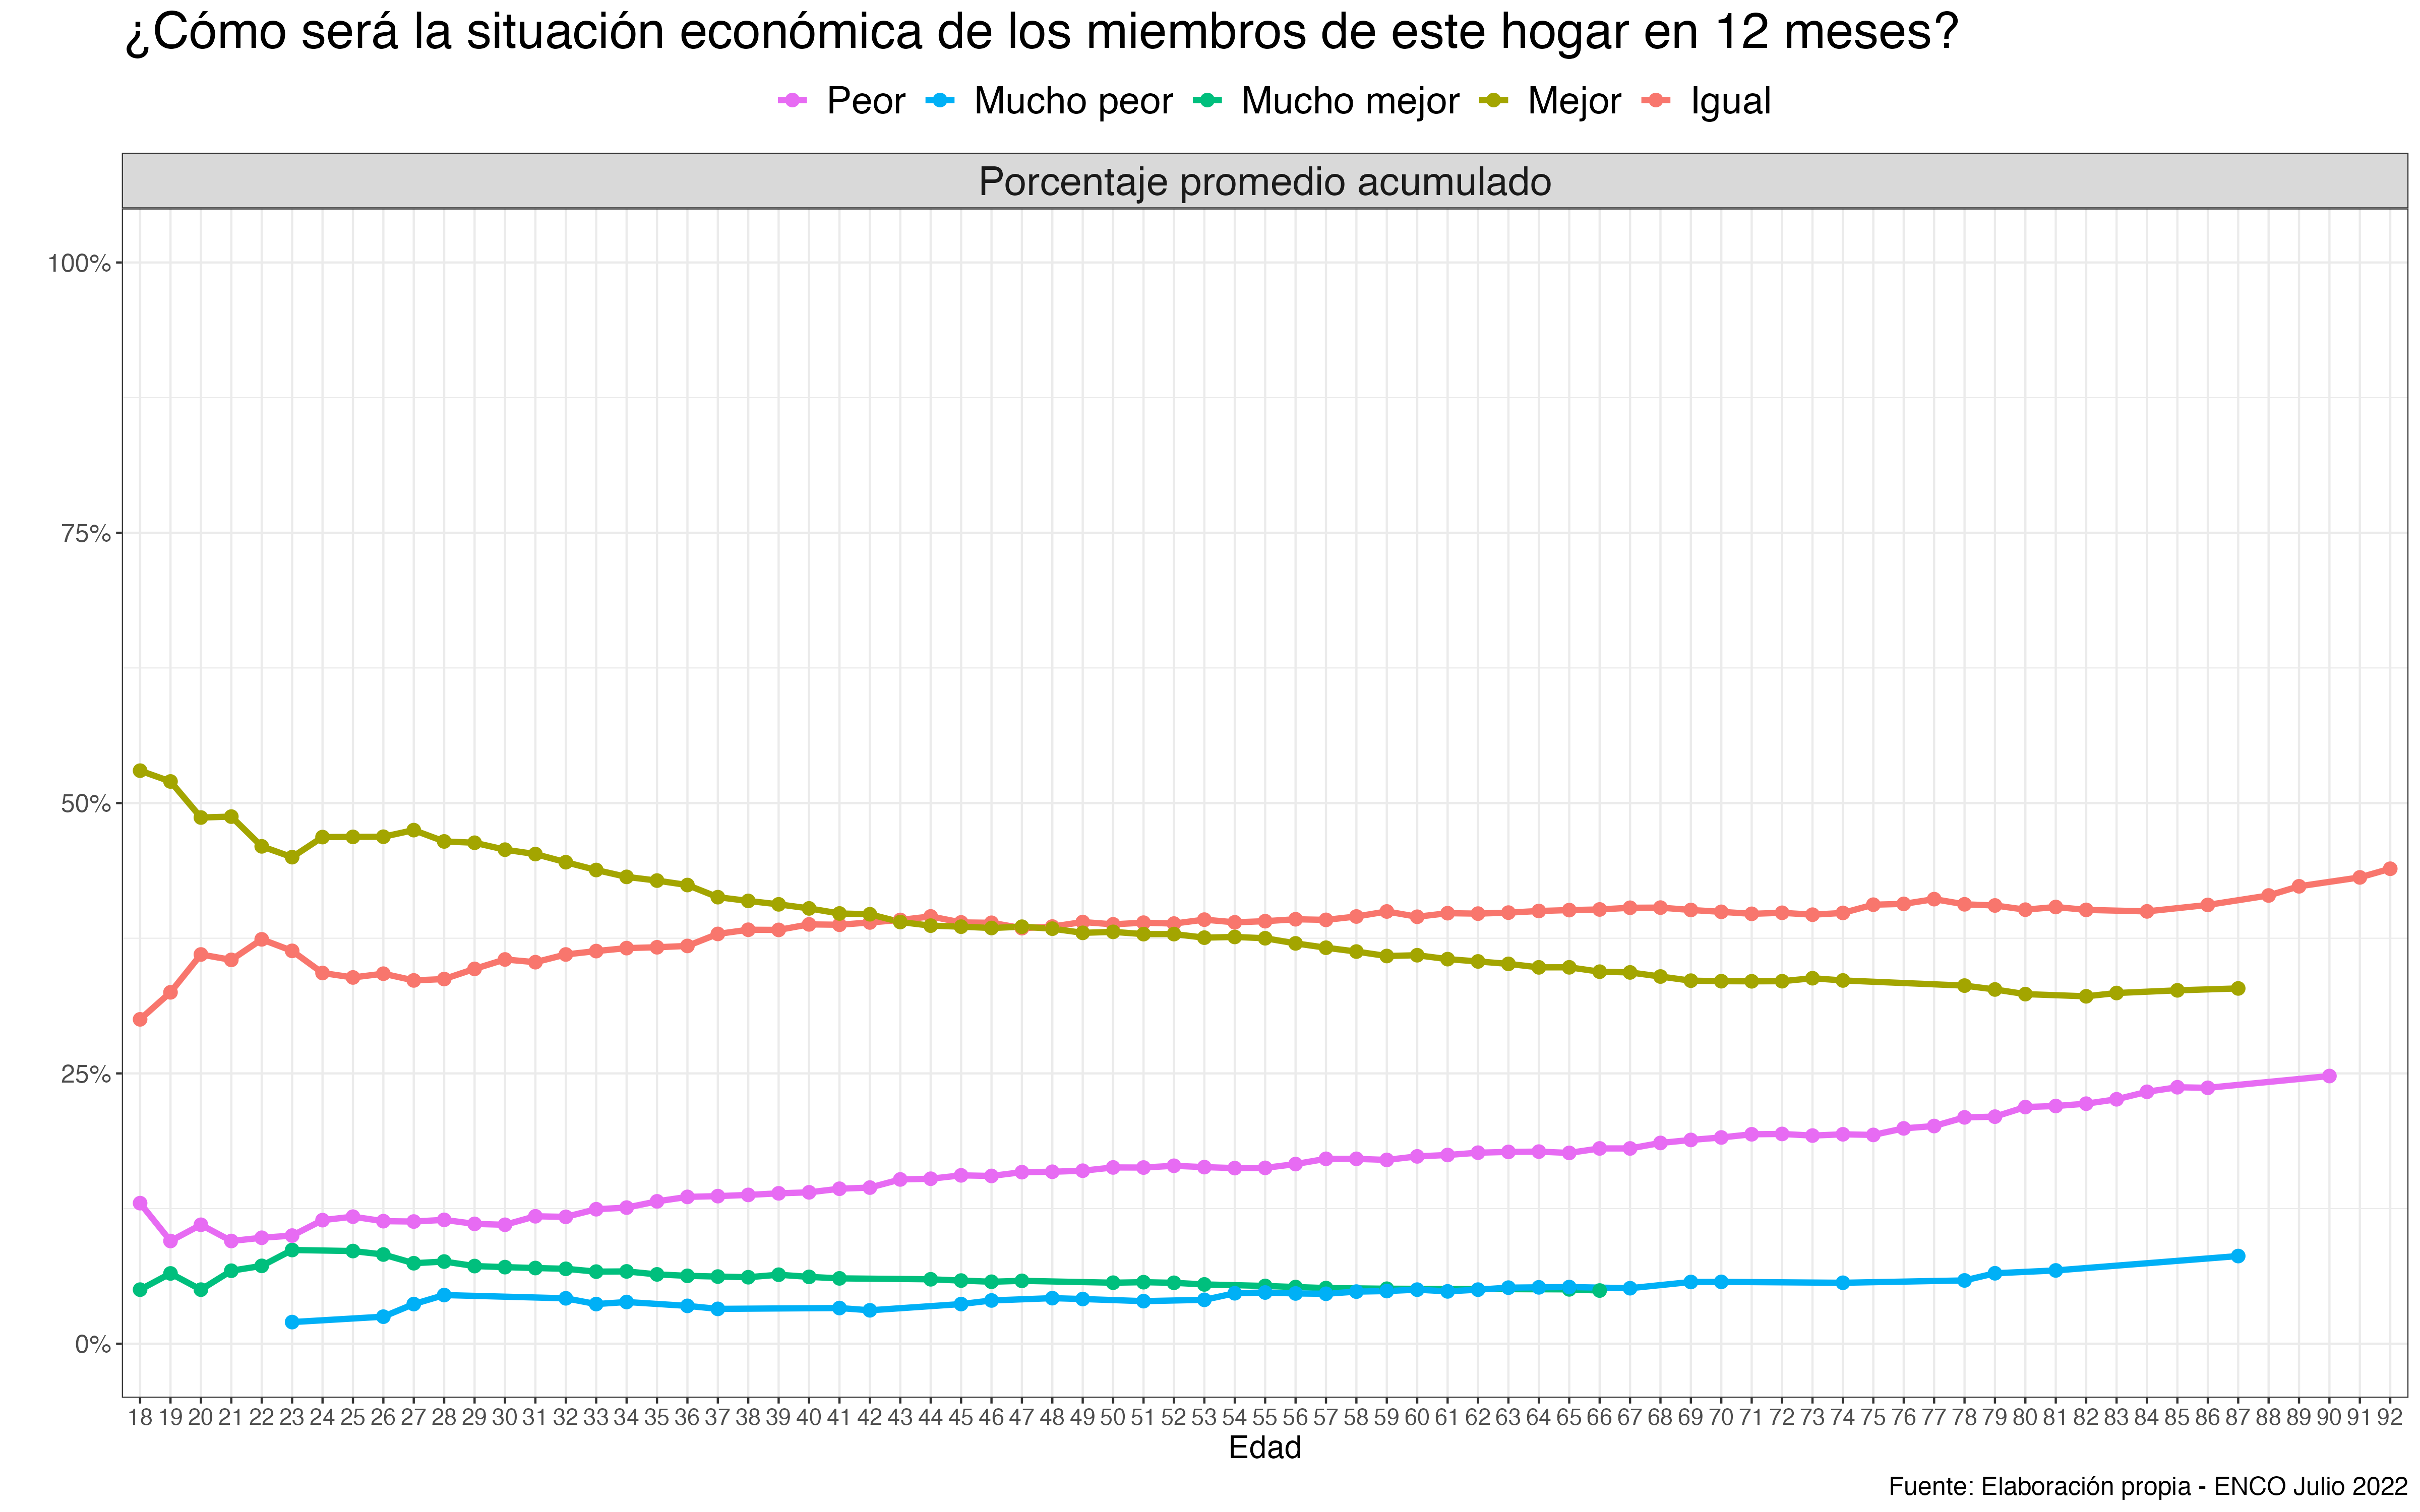 ¿Cómo será la situación económica de los miembros de este hogar en 12 meses?
Peor Mucho peor Mucho mejor Mejor Igual
Porcentaje promedio acumulado
100%
75%
50%
25%
0%
18 19 20 21 22 23 24 25 26 27 28 29 30 31 32 33 34 35 36 37 38 39 40 41 42 43 44 45 46 47 48 49 50 51 52 53 54 55 56 57 58 59 60 61 62 63 64 65 66 67 68 69 70 71 72 73 74 75 76 77 78 79 80 81 82 83 84 85 86 87 88 89 90 91 92
Edad
Fuente: Elaboración propia - ENCO Julio 2022